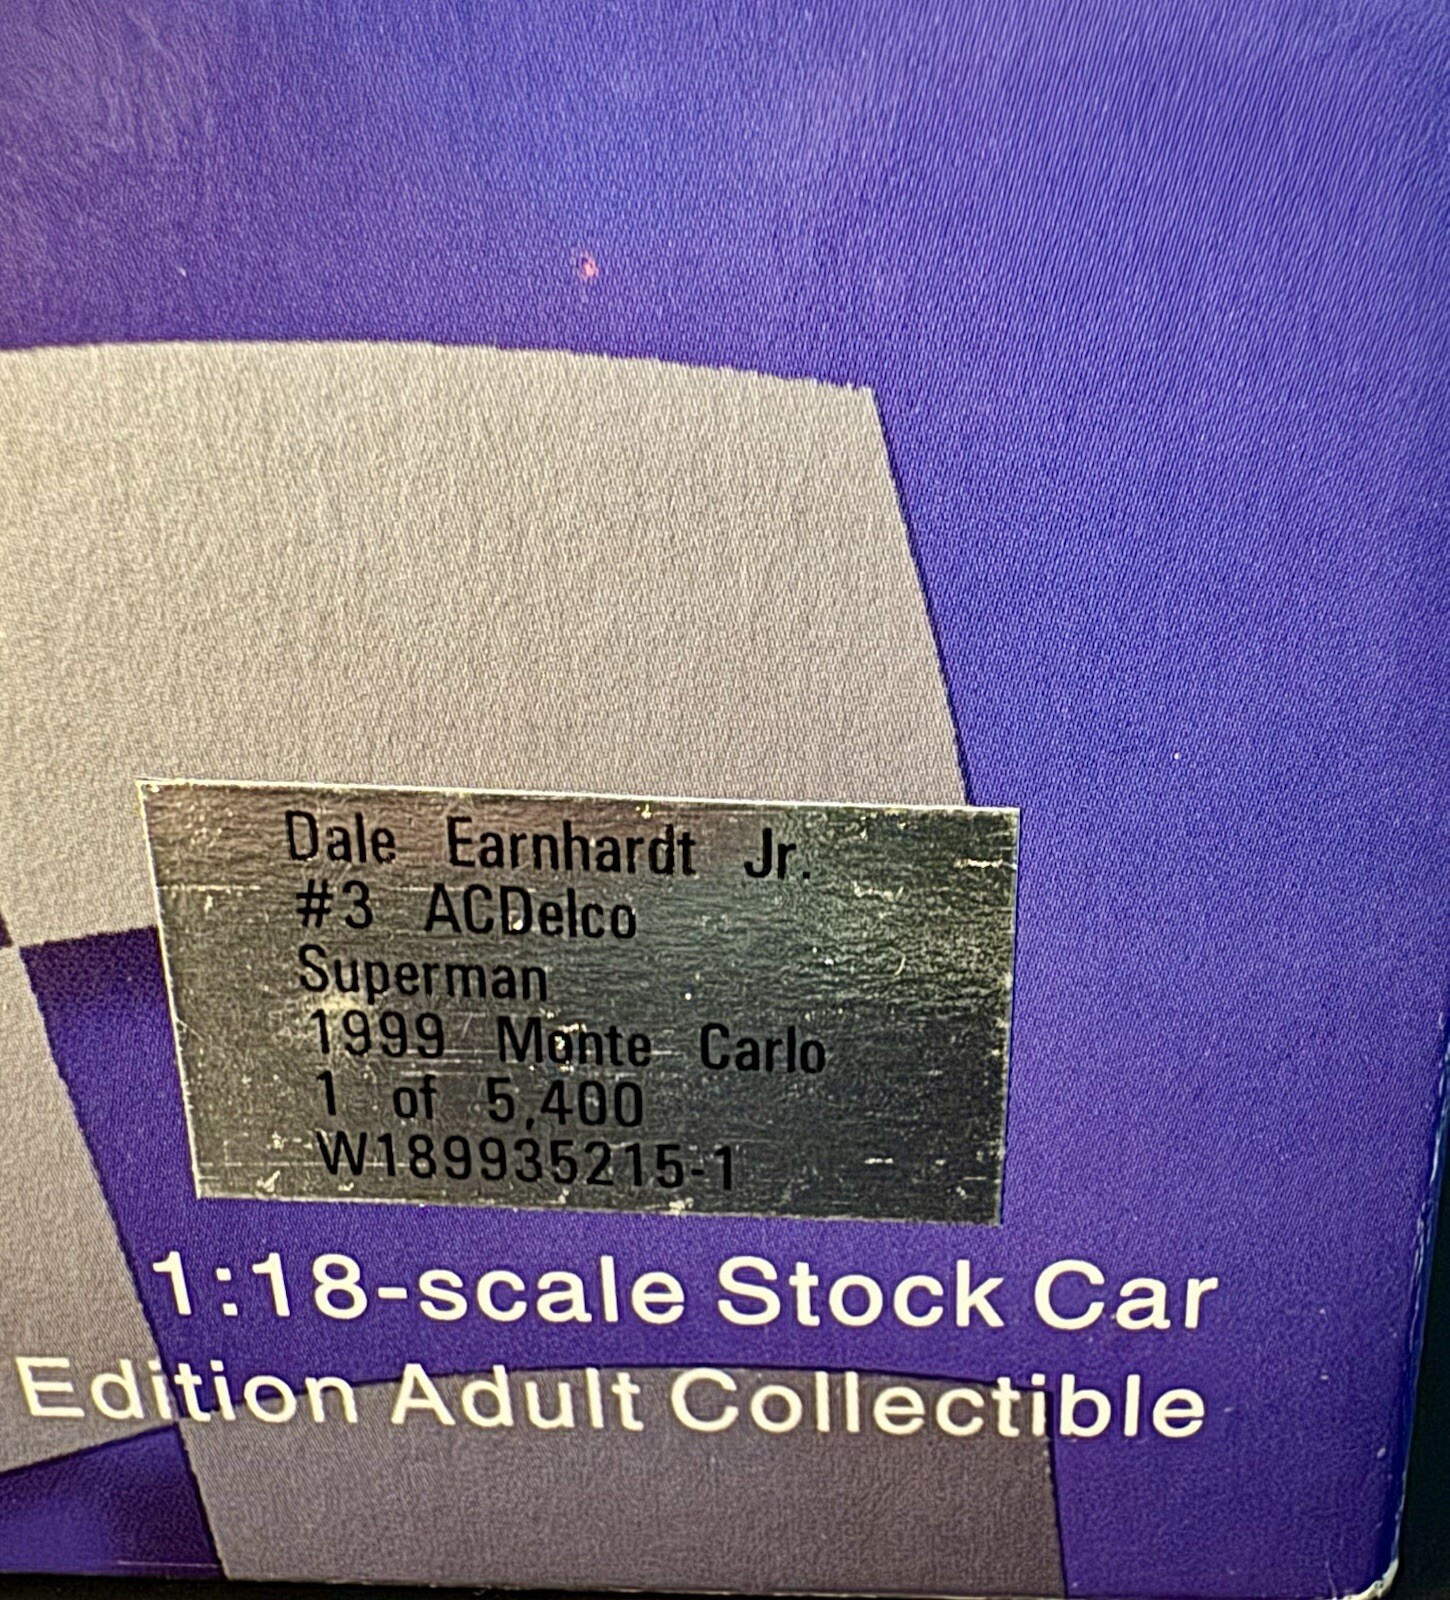 Dale Earnhardt Jr.
#3 ACDelco
Superman
1999 Monte Carlo
1 of 5,400
W189935215-1
1:18-scale Stock Car
Edition Adult Collectible